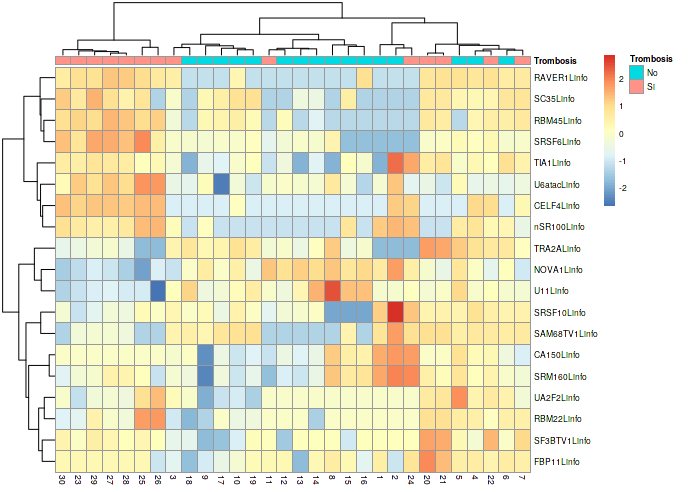 Trombosis
Trombosis
No
Si
2
1
0
-1
-2
RAVER1Linfo
SC35Linfo
RBM45Linfo
SRSF6Linfo
TIA1Linfo
U6atacLinfo
CELF4Linfo
nSR100Linfo
TRA2ALinfo
NOVA1Linfo
U11Linfo
SRSF10Linfo
SAM68TV1Linfo
CA150Linfo
SRM160Linfo
UA2F2Linfo
RBM22Linfo
SF3BTV1Linfo
FBP11Linfo
30 23 29 27 28 25 26 3 18 9 17 10 19 11 12 13 14 8 15 16 1 2 24 20 21 5 4 22 6 7